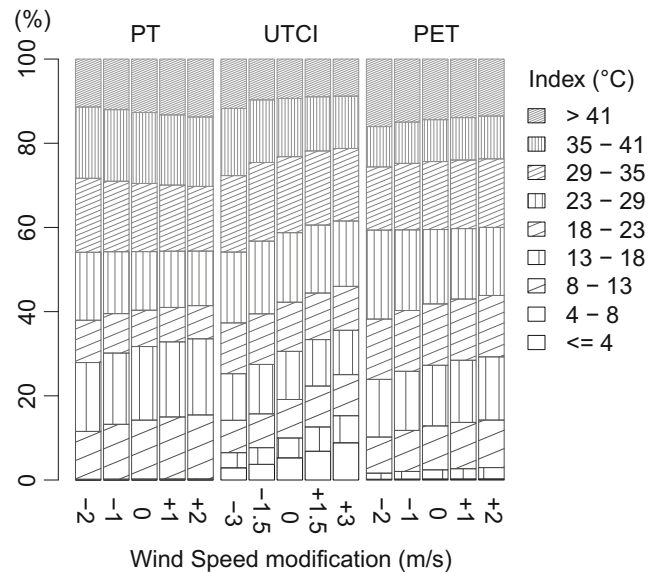 (%)
PT UTCI PET
100
80
60
40
20
0
Index (°C)
> 41
35 − 41
29 − 35
23 − 29
18 − 23
13 − 18
8 − 13
4 − 8
<= 4
−2 −1 0 +1 +2 −3 −1.5 0 +1.5 +3 −2 −1 0 +1 +2
Wind Speed modification (m/s)